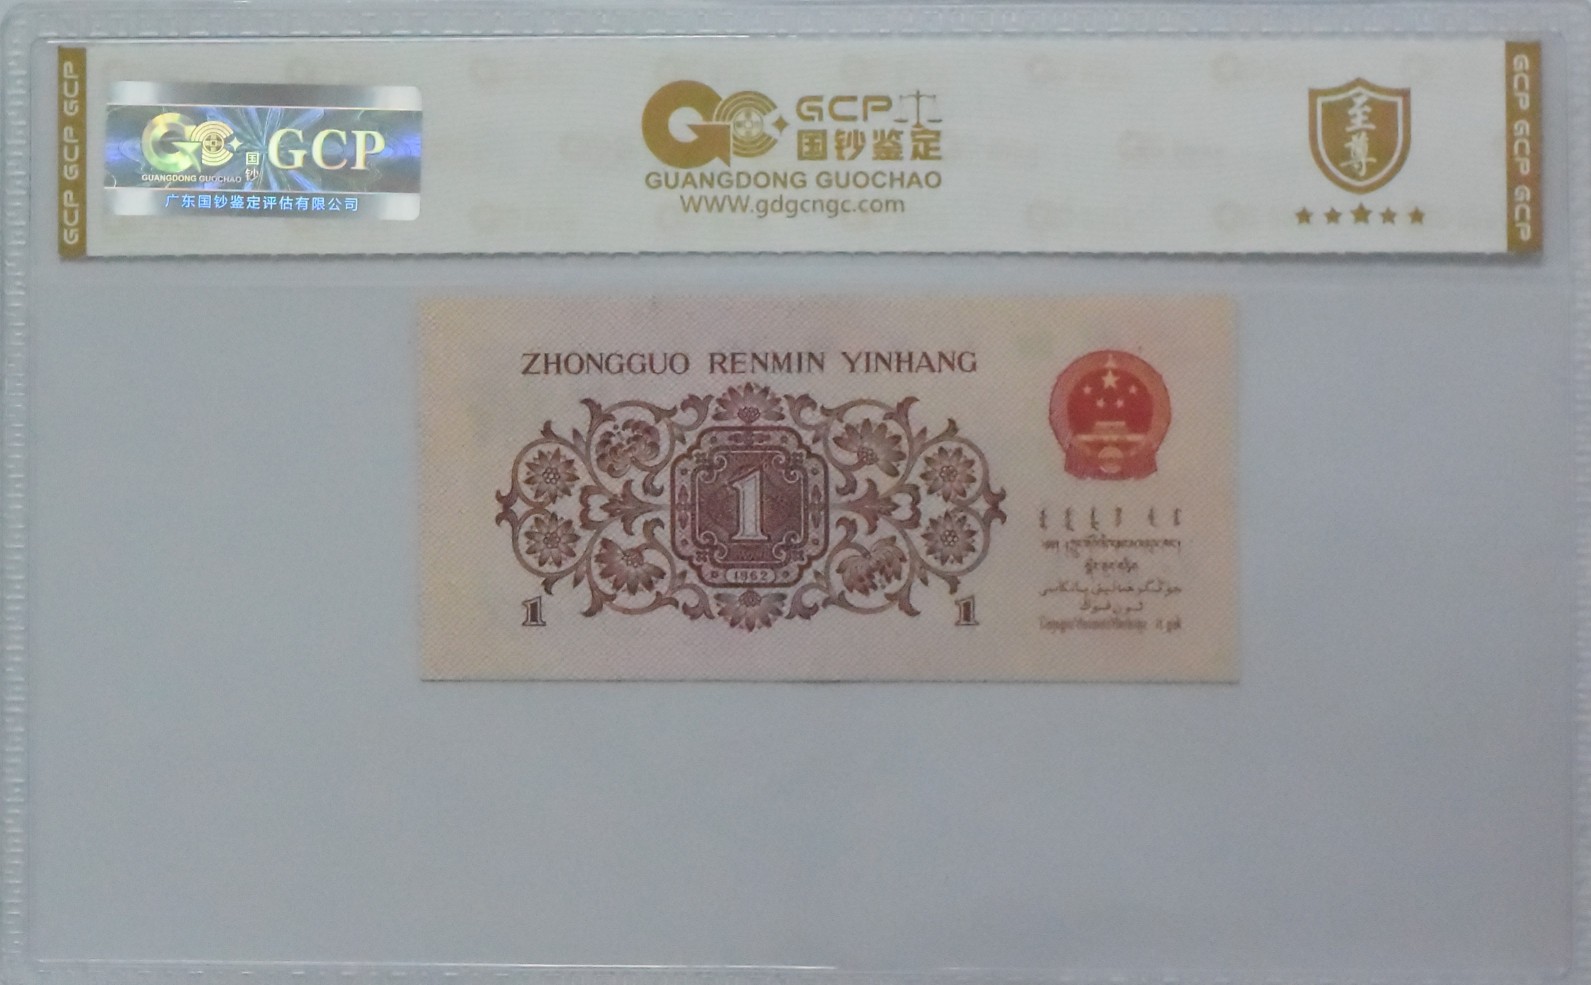 GCP GCP GCP
国钞
GCP
GUANGDONG GUOCHAO
广东国钞鉴定评估有限公司
GCP
国钞鉴定
GUANGDONG GUOCHAO
WWW.gdgcngc.com
至尊
GCP GCP GCP
ZHONGGUO RENMIN YINHANG
1
1962
1
1